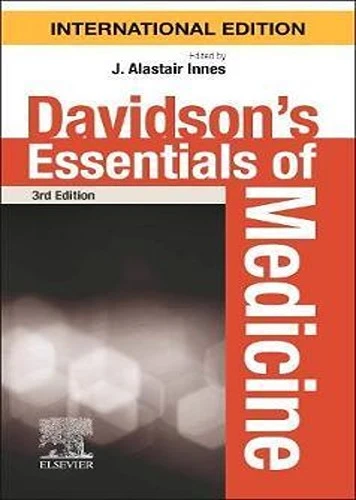 INTERNATIONAL EDITION
Edited by
J. Alastair Innes
Davidson's
Essentials of
Medicine
3rd Edition
ELSEVIER